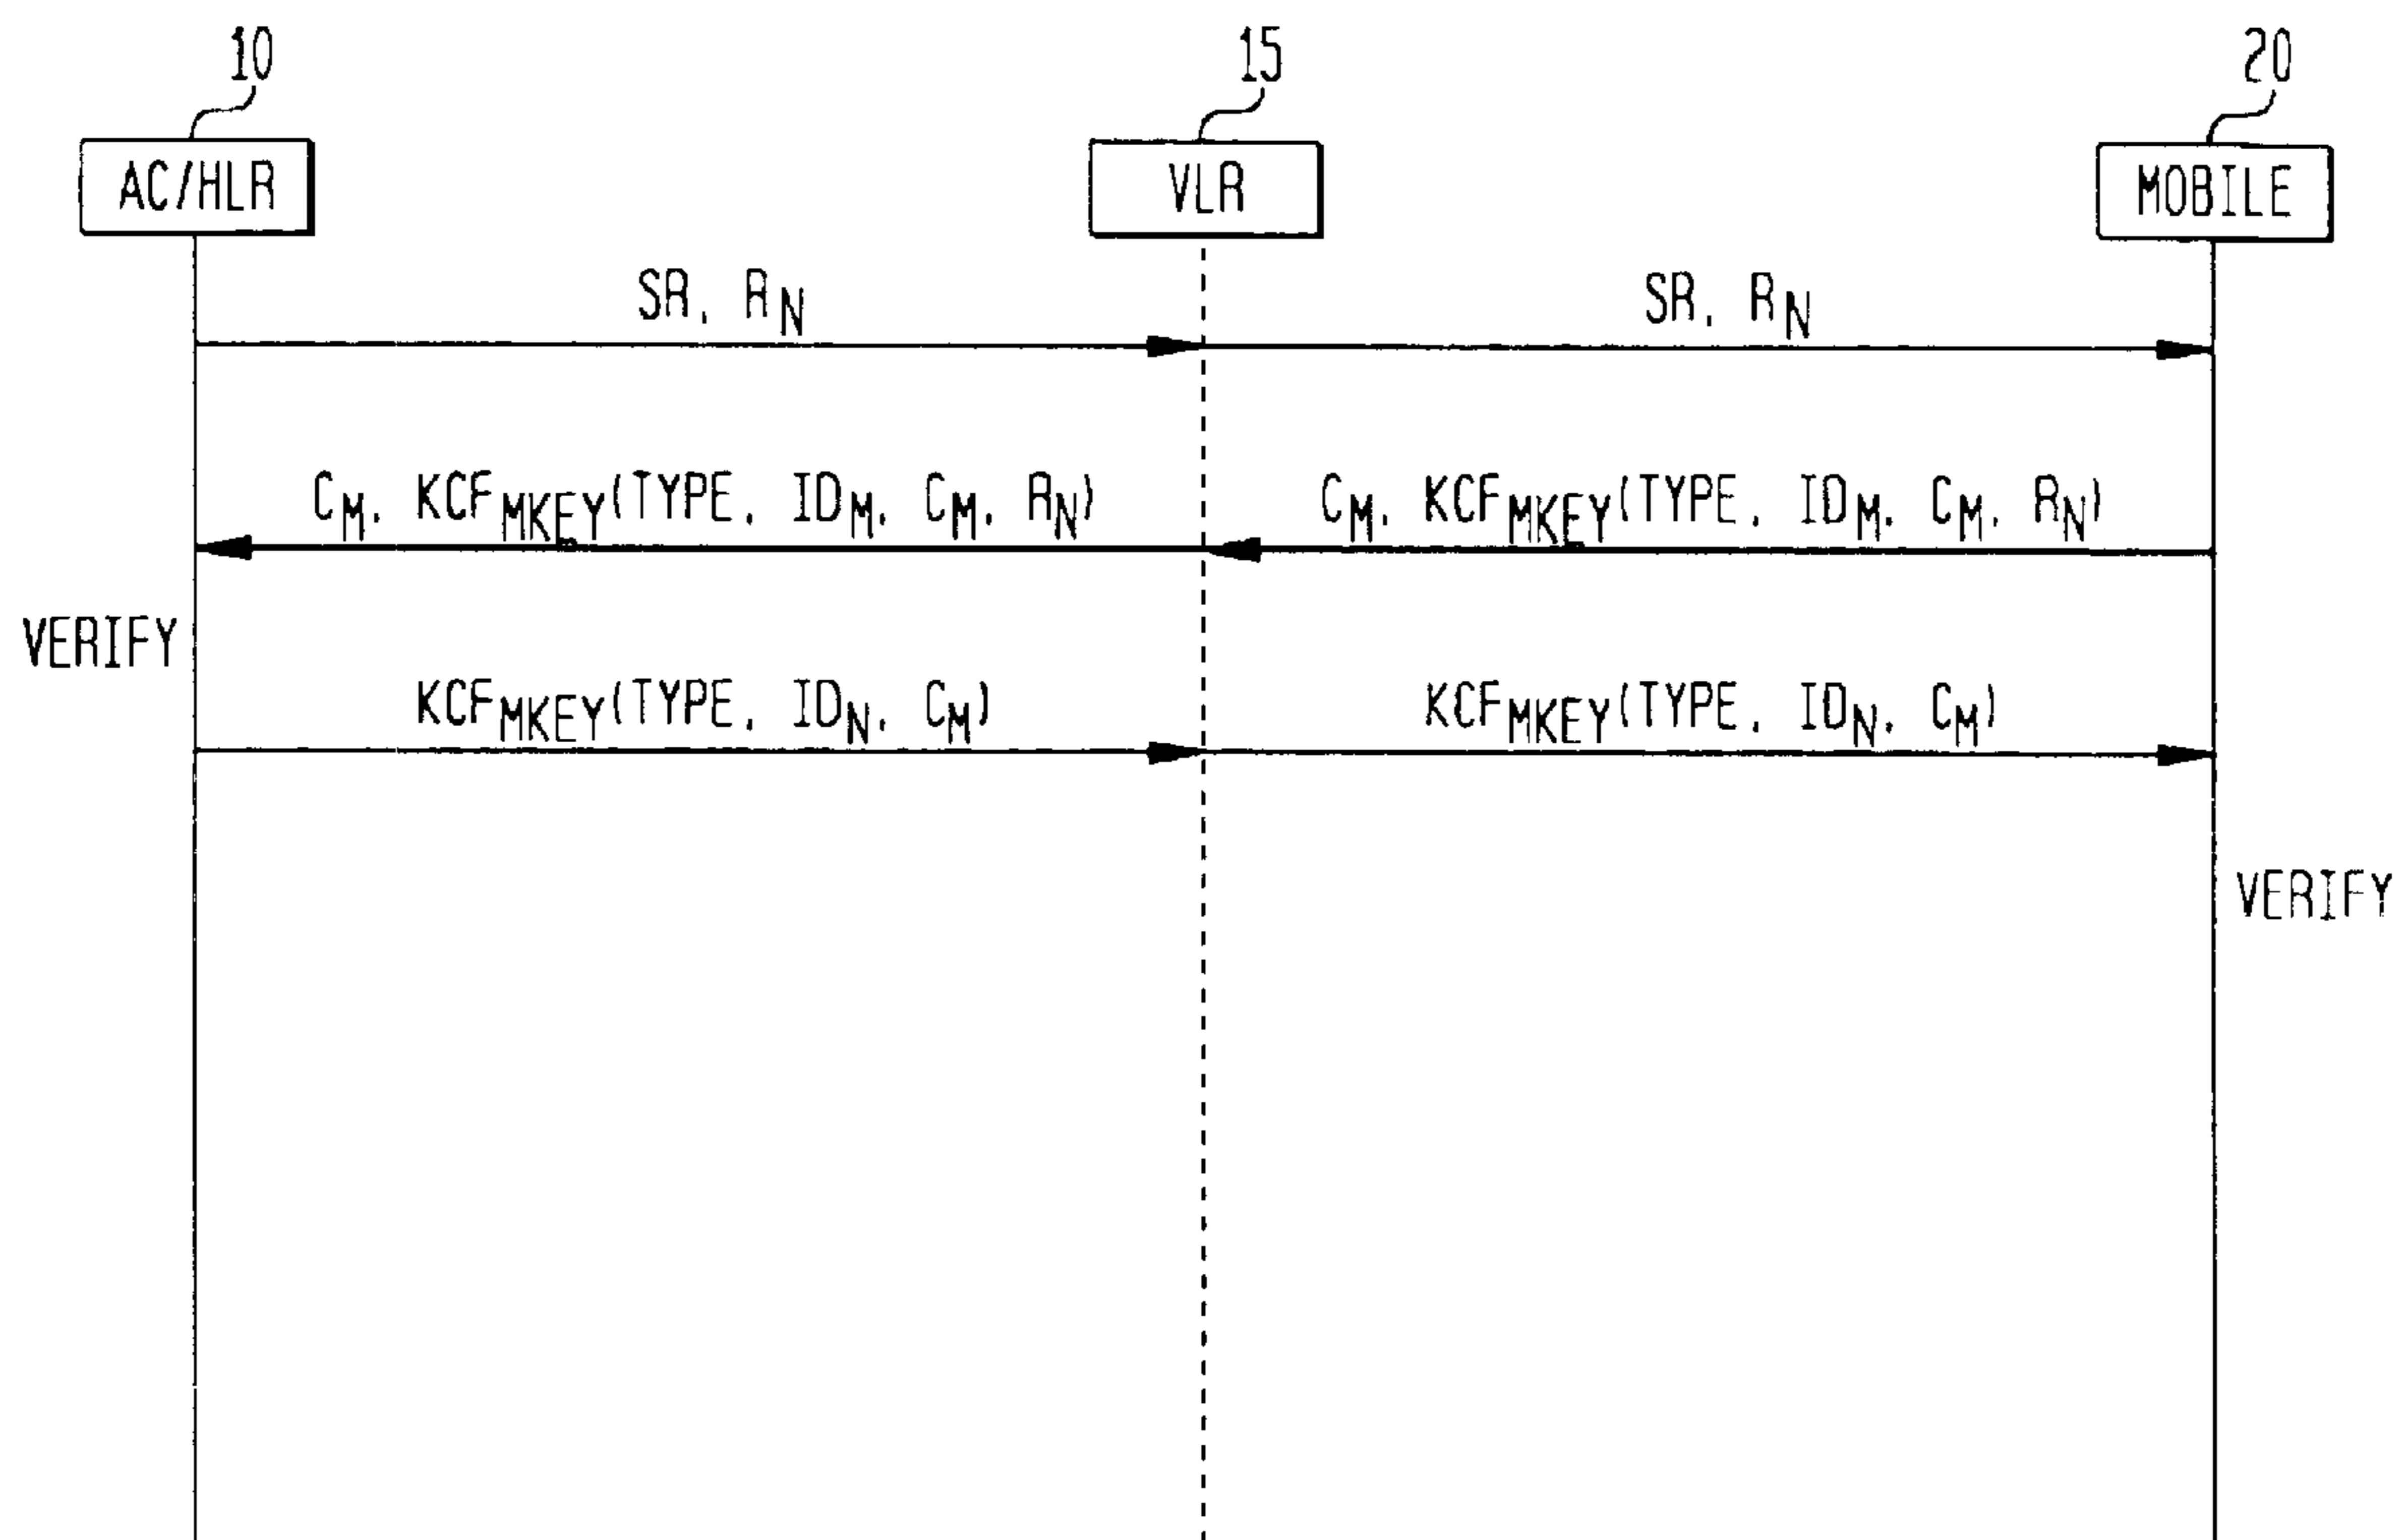 10
15
20
AC/HLR
VLR
MOBILE
SR, R_N
SR, R_N
C_M, KCF_MKEY(TYPE, ID_M, C_M, R_N)
C_M, KCF_MKEY(TYPE, ID_M, C_M, R_N)
VERIFY
KCF_MKEY(TYPE, ID_N, C_M)
KCF_MKEY(TYPE, ID_N, C_M)
VERIFY